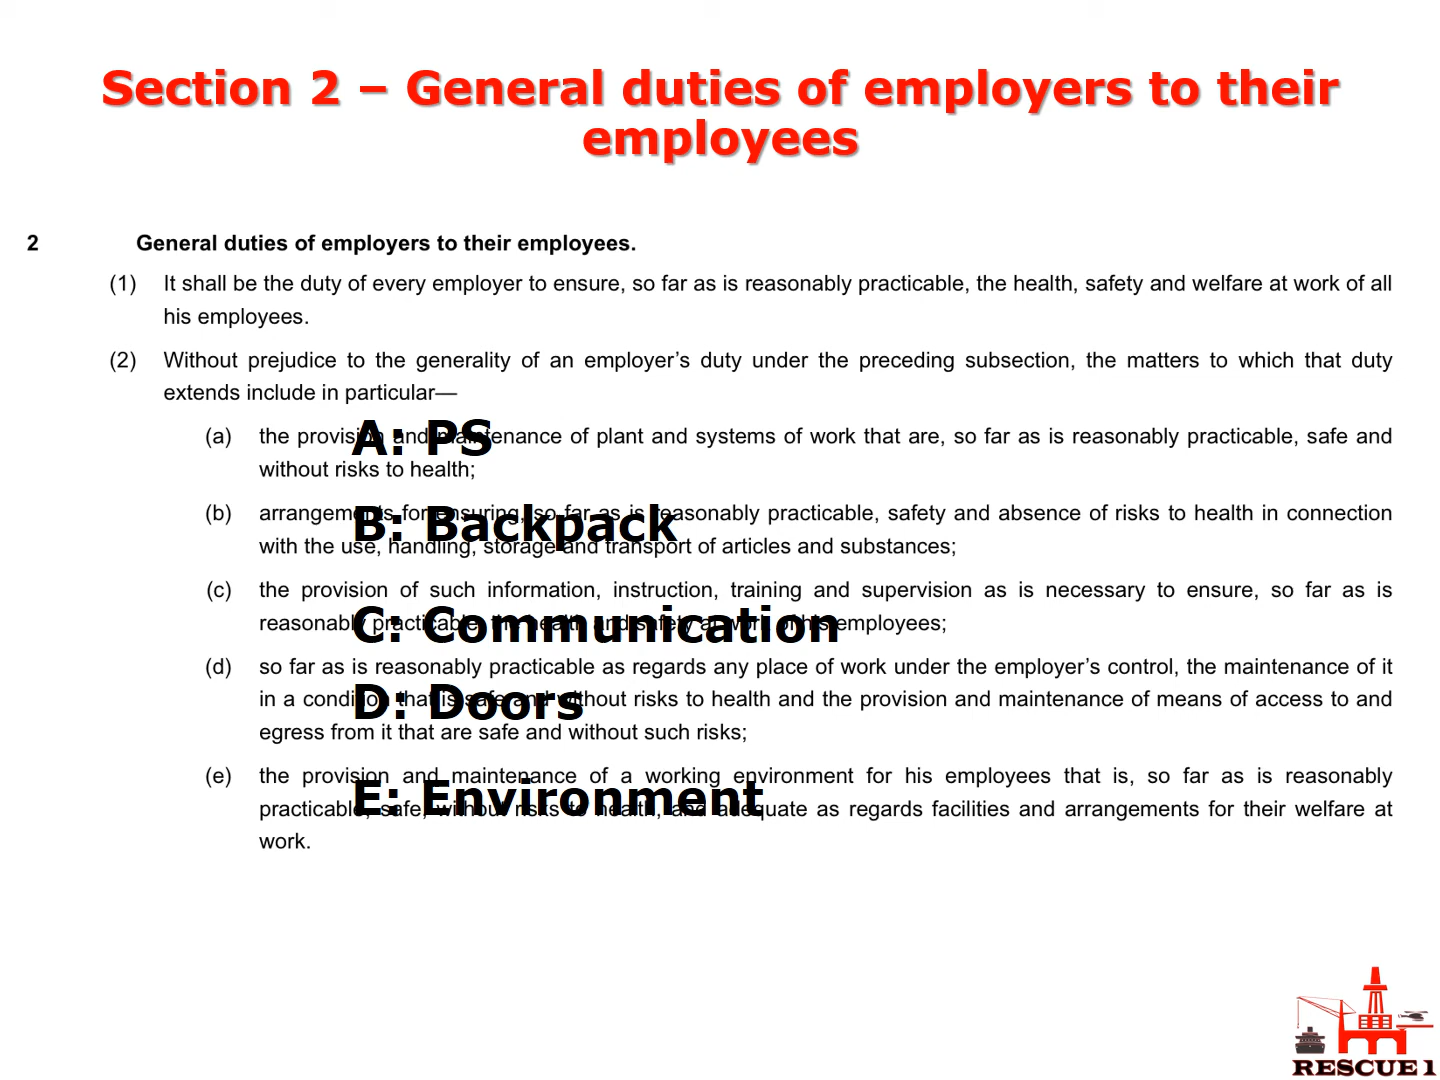 Section 2 – General duties of employers to their
employees
2 General duties of employers to their employees.
(1) It shall be the duty of every employer to ensure, so far as is reasonably practicable, the health, safety and welfare at work of all
his employees.
(2) Without prejudice to the generality of an employer’s duty under the preceding subsection, the matters to which that duty
extends include in particular—
(a) the provision and maintenance of plant and systems of work that are, so far as is reasonably practicable, safe and
A: PS
without risks to health;
(b) arrangements for ensuring, so far as is reasonably practicable, safety and absence of risks to health in connection
B: Backpack
with the use, handling, storage and transport of articles and substances;
(c) the provision of such information, instruction, training and supervision as is necessary to ensure, so far as is
reasonably practicable, the health and safety at work of his employees;
C: Communication
(d) so far as is reasonably practicable as regards any place of work under the employer’s control, the maintenance of it
in a condition that is safe and without risks to health and the provision and maintenance of means of access to and
D: Doors
egress from it that are safe and without such risks;
(e) the provision and maintenance of a working environment for his employees that is, so far as is reasonably
E: Environment
practicable, safe, without risks to health, and adequate as regards facilities and arrangements for their welfare at
work.
RESCUE 1